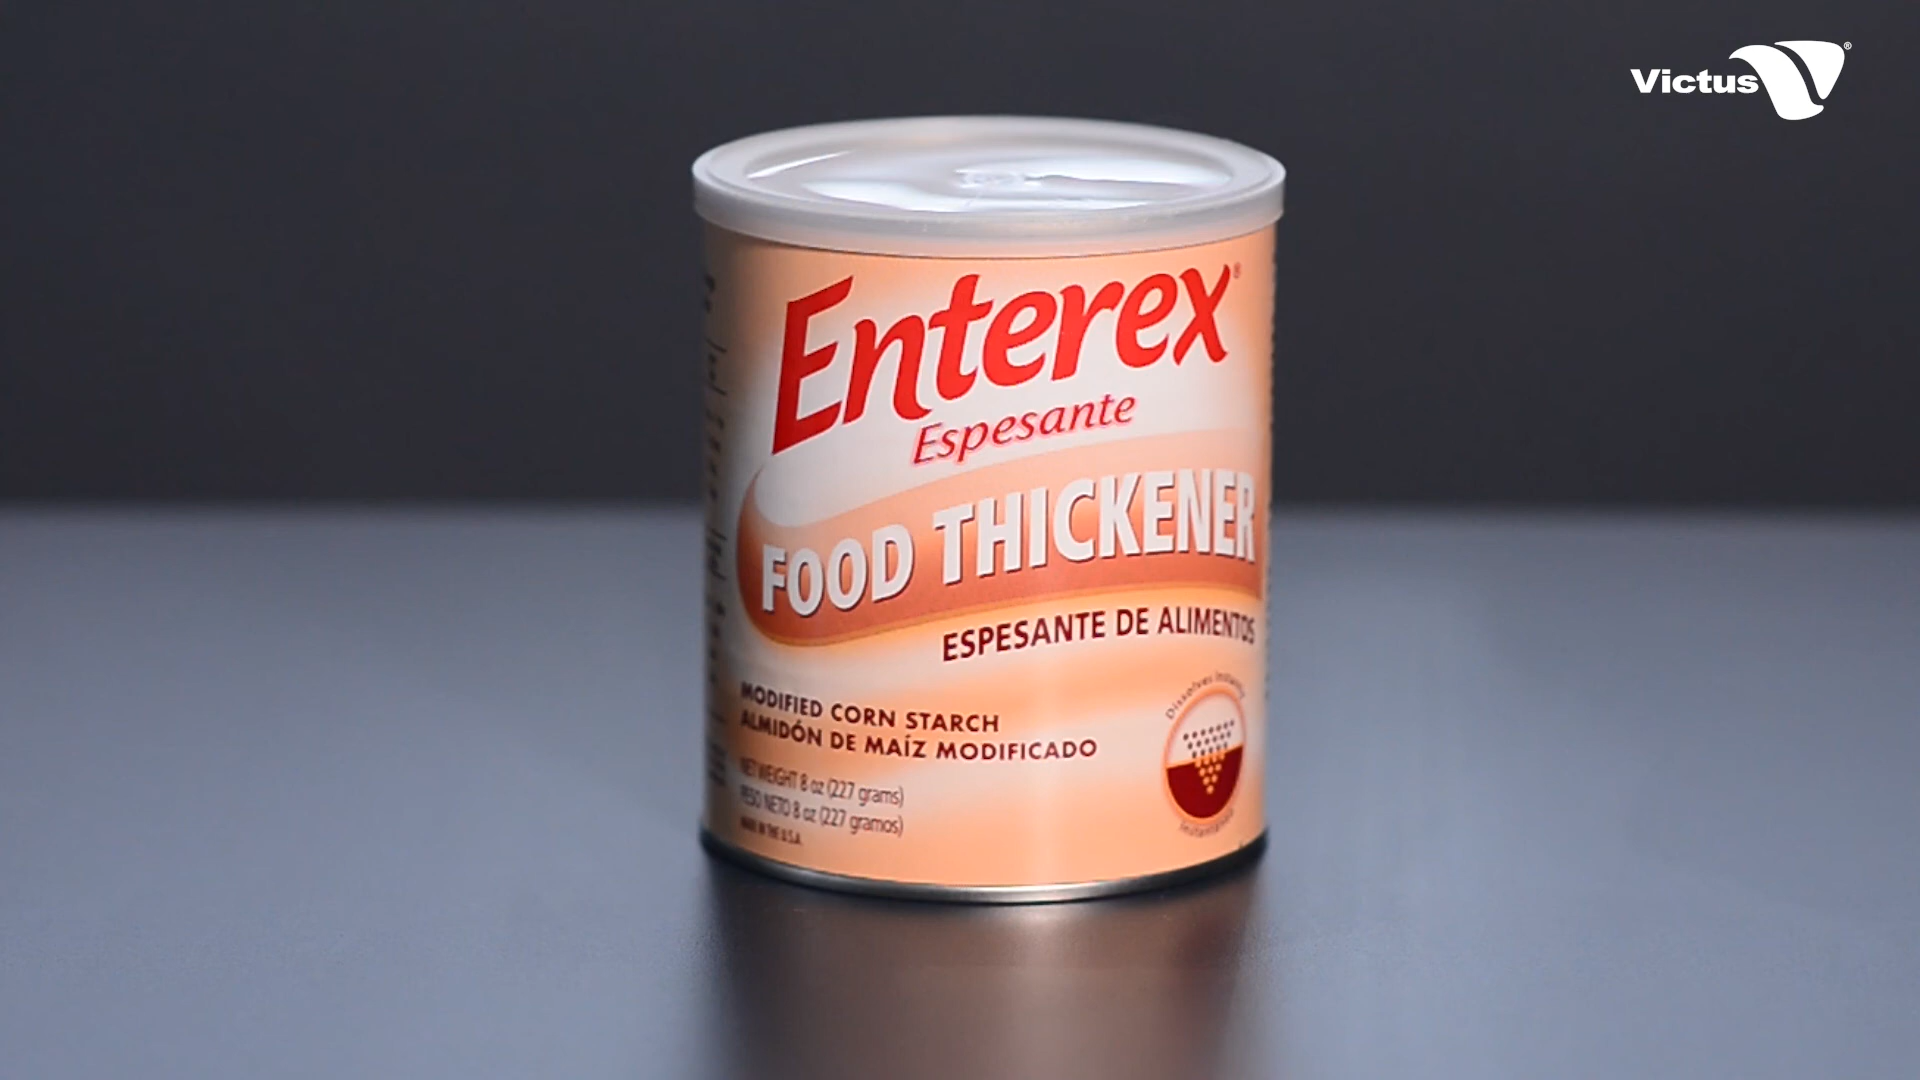 Victus
Enterex®
Espesante
FOOD THICKENER
ESPESANTE DE ALIMENTOS
MODIFIED CORN STARCH
ALMIDÓN DE MAÍZ MODIFICADO
NET WEIGHT 8 oz (227 grams)
PESO NETO 8 oz (227 gramos)
MADE IN THE U.S.A.
Dissolves